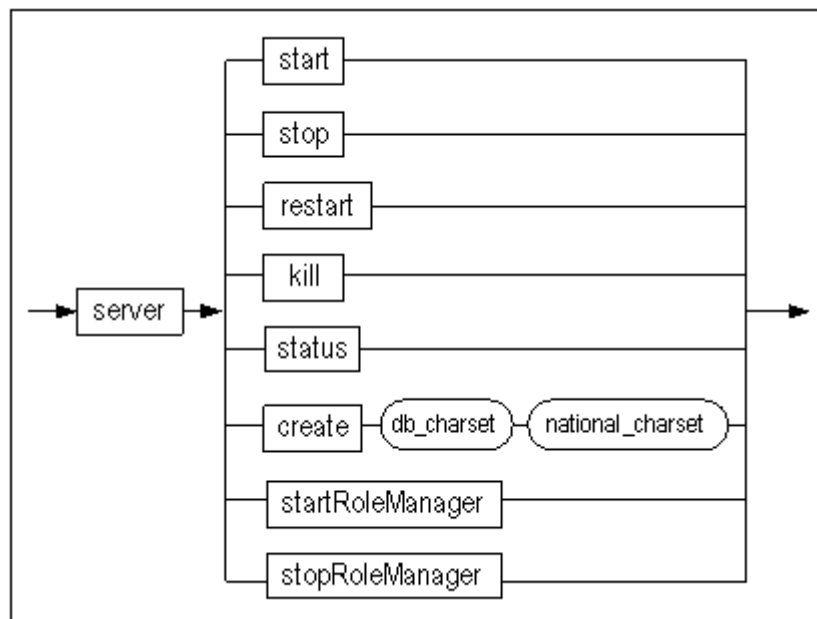 start
stop
restart
kill
server
status
create db_charset national_charset
startRoleManager
stopRoleManager